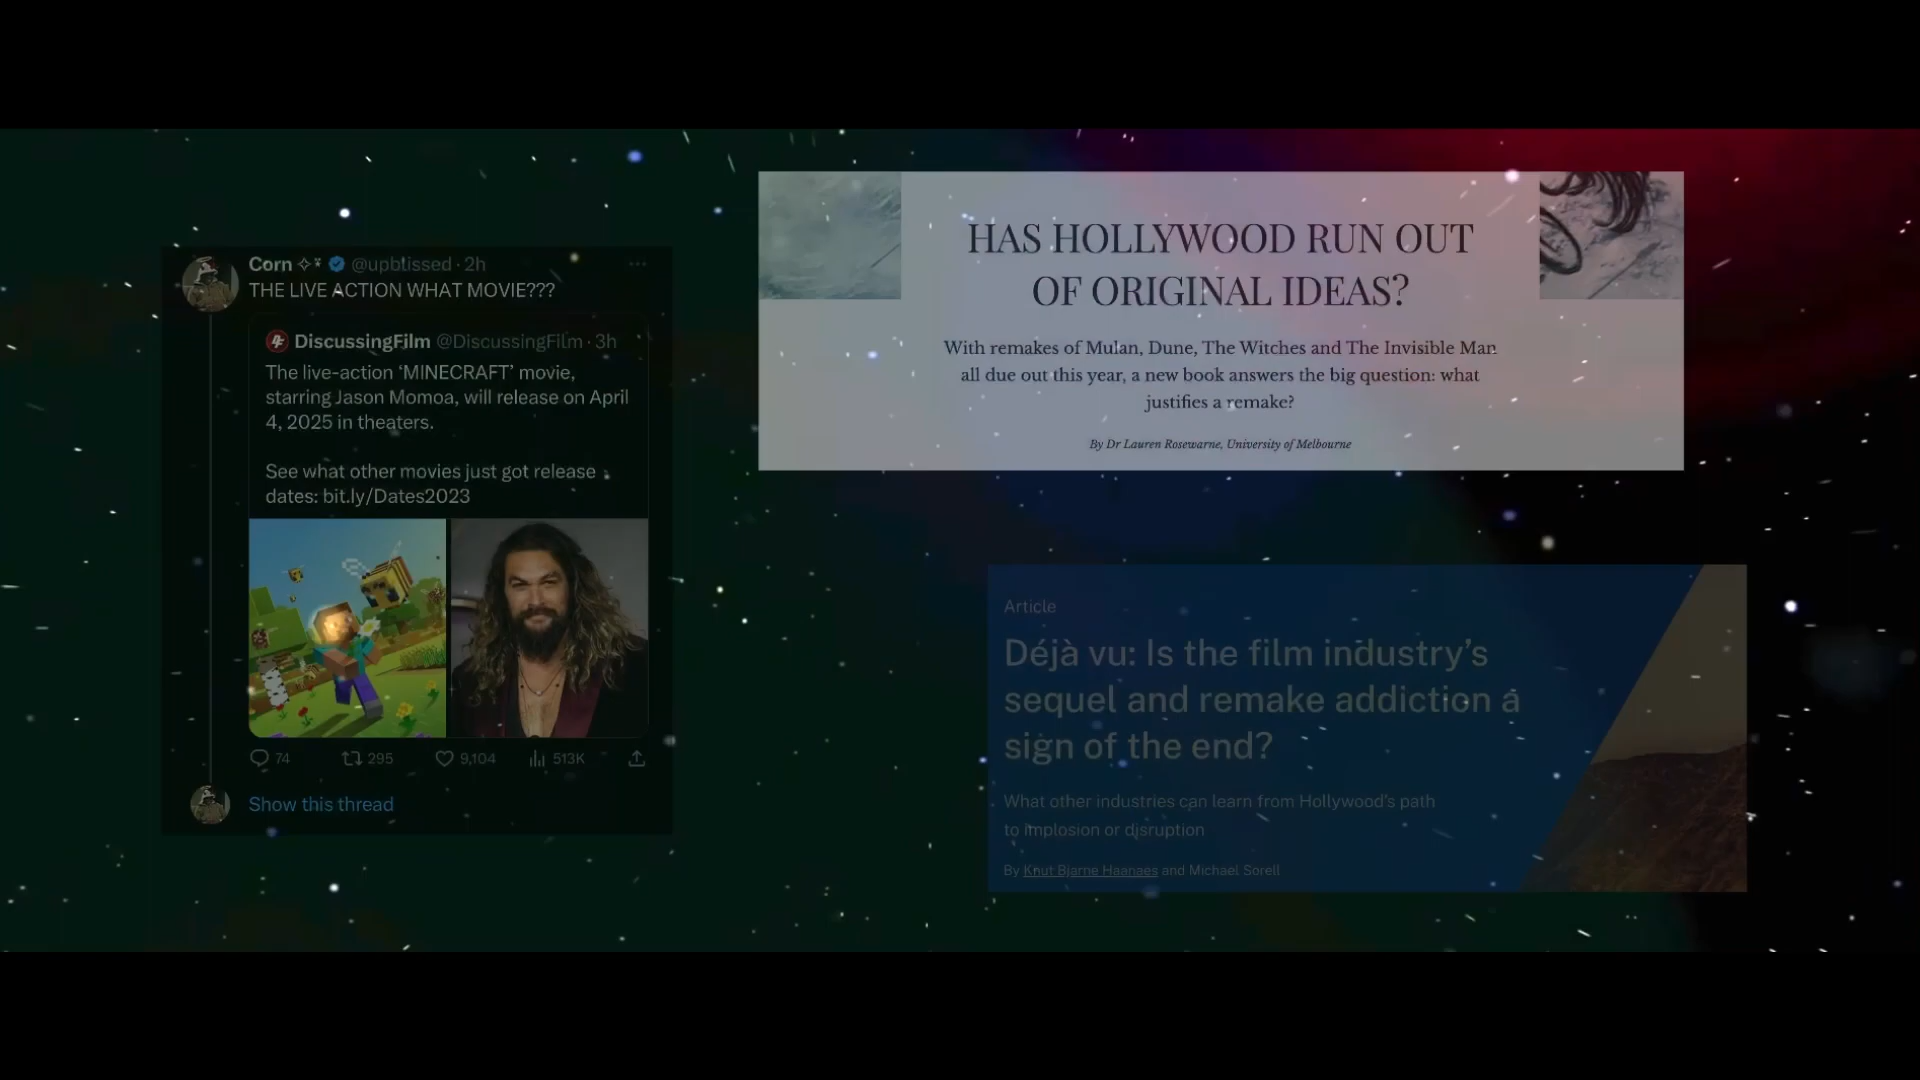 Corn @upblissed · 2h
THE LIVE ACTION WHAT MOVIE???
DiscussingFilm @DiscussingFilm · 3h
The live-action ‘MINECRAFT’ movie,
starring Jason Momoa, will release on April
4, 2025 in theaters.
See what other movies just got release
dates: bit.ly/Dates2023
74 295 9,104 513K
Show this thread
HAS HOLLYWOOD RUN OUT
OF ORIGINAL IDEAS?
With remakes of Mulan, Dune, The Witches and The Invisible Man
all due out this year, a new book answers the big question: what
justifies a remake?
By Dr Lauren Rosewarne, University of Melbourne
Article
Déjà vu: Is the film industry’s
sequel and remake addiction a
sign of the end?
What other industries can learn from Hollywood’s path
to implosion or disruption
By Knut Bjarne Haanaes and Michael Sorell